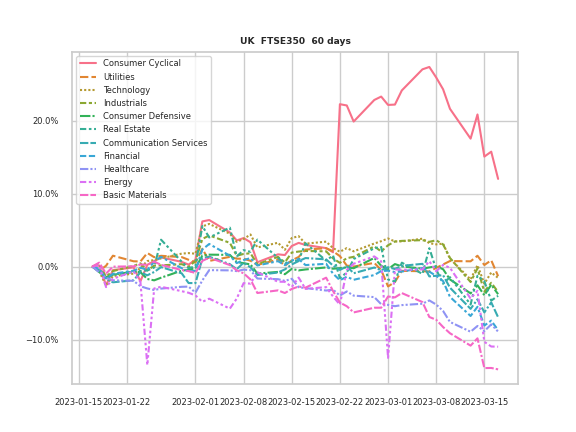 UK FTSE350 60 days
Consumer Cyclical
Utilities
Technology
Industrials
Consumer Defensive
Real Estate
Communication Services
Financial
Healthcare
Energy
Basic Materials
20.0%
10.0%
0.0%
−10.0%
2023-01-15 2023-01-22 2023-02-01 2023-02-08 2023-02-15 2023-02-22 2023-03-01 2023-03-08 2023-03-15